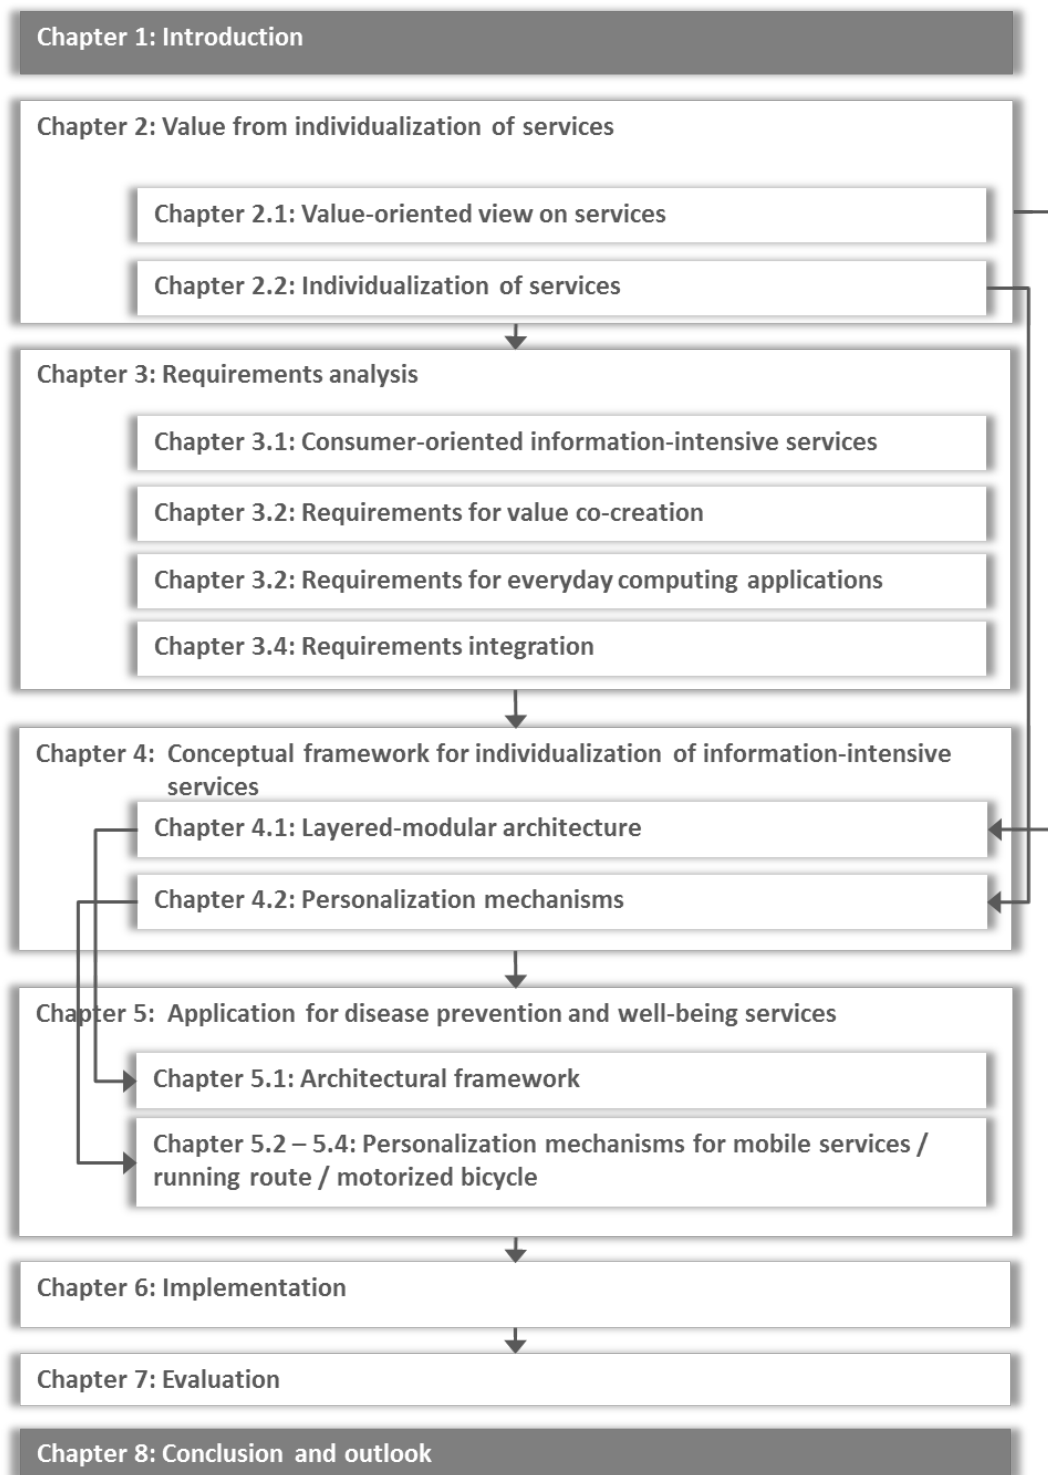 Chapter 1: Introduction
Chapter 2: Value from individualization of services
Chapter 2.1: Value-oriented view on services
Chapter 2.2: Individualization of services
Chapter 3: Requirements analysis
Chapter 3.1: Consumer-oriented information-intensive services
Chapter 3.2: Requirements for value co-creation
Chapter 3.2: Requirements for everyday computing applications
Chapter 3.4: Requirements integration
Chapter 4: Conceptual framework for individualization of information-intensive
services
Chapter 4.1: Layered-modular architecture
Chapter 4.2: Personalization mechanisms
Chapter 5: Application for disease prevention and well-being services
Chapter 5.1: Architectural framework
Chapter 5.2 – 5.4: Personalization mechanisms for mobile services /
running route / motorized bicycle
Chapter 6: Implementation
Chapter 7: Evaluation
Chapter 8: Conclusion and outlook